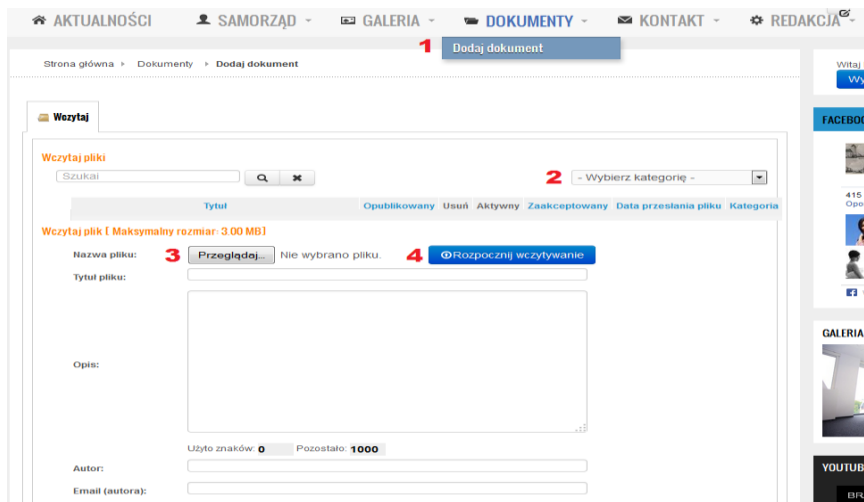 AKTUALNOŚCI SAMORZĄD GALERIA DOKUMENTY KONTAKT REDAKCJA
1 Dodaj dokument
Strona główna Dokumenty Dodaj dokument
Witaj
Wczytaj
FACEBOO
Wczytaj pliki
Szukaj 2 - Wybierz kategorię -
415
Tytuł Opublikowany Usuń Aktywny Zaakceptowany Data przesłania pliku Kategoria
Wczytaj plik [ Maksymalny rozmiar: 3.00 MB]
Nazwa pliku: 3 Przeglądaj... Nie wybrano pliku. 4 Rozpocznij wczytywanie
Tytuł pliku:
GALERIA
Opis:
Użyto znaków: 0 Pozostało: 1000
Autor:
YOUTUB
Email (autora):
BR